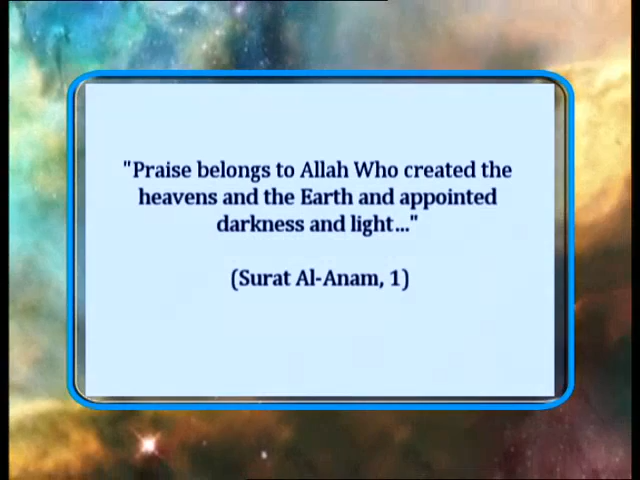 "Praise belongs to Allah Who created the
heavens and the Earth and appointed
darkness and light..."
(Surat Al-Anam, 1)